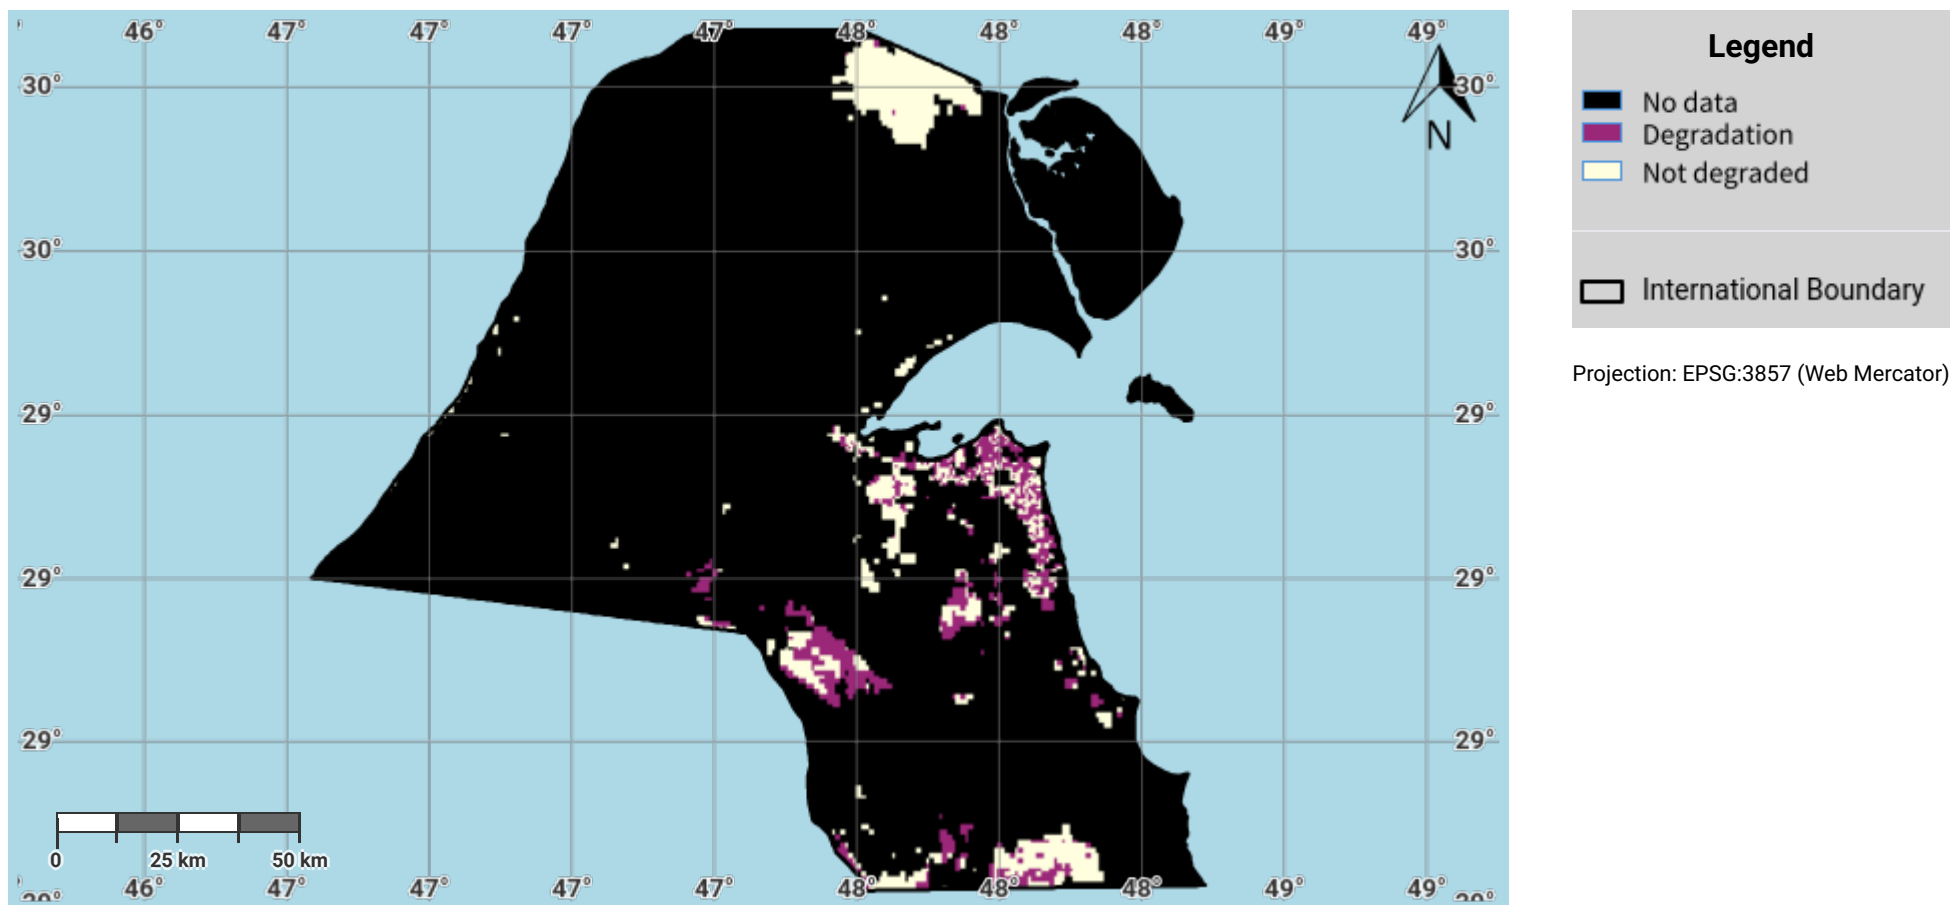 46° 47° 47° 47° 47° 48° 48° 48° 49° 49°
30° 30°
30° 30°
29° 29°
29° 29°
29° 29°
N
0 25 km 50 km
46° 47° 47° 47° 47° 48° 48° 48° 49° 49°
Legend
No data
Degradation
Not degraded
International Boundary
Projection: EPSG:3857 (Web Mercator)